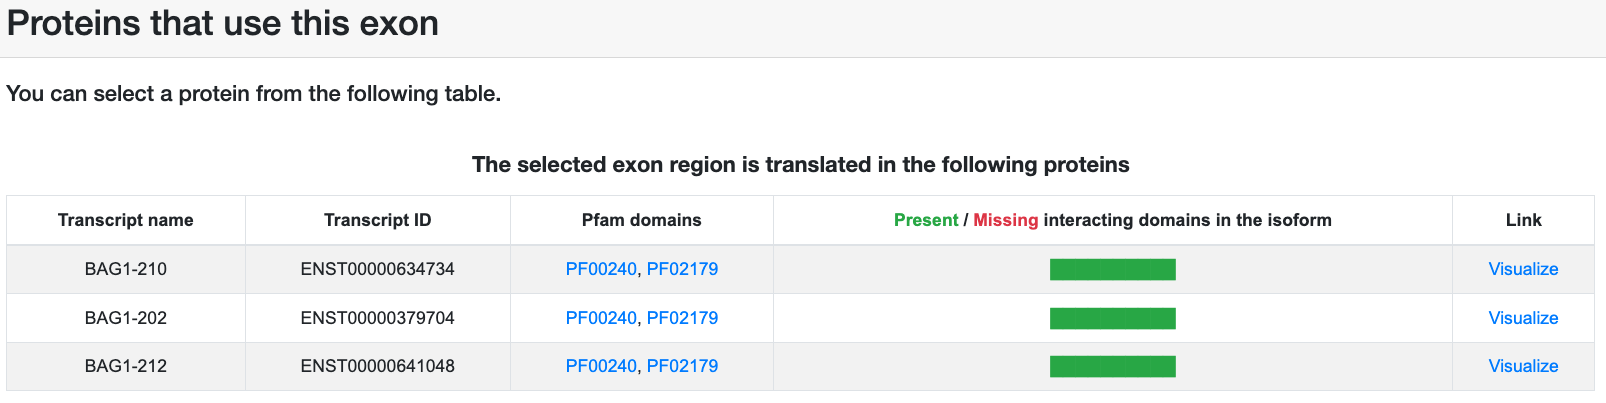 Proteins that use this exon
You can select a protein from the following table.
The selected exon region is translated in the following proteins
Transcript name Transcript ID Pfam domains Present / Missing interacting domains in the isoform Link
BAG1-210 ENST00000634734 PF00240, PF02179 Visualize
BAG1-202 ENST00000379704 PF00240, PF02179 Visualize
BAG1-212 ENST00000641048 PF00240, PF02179 Visualize